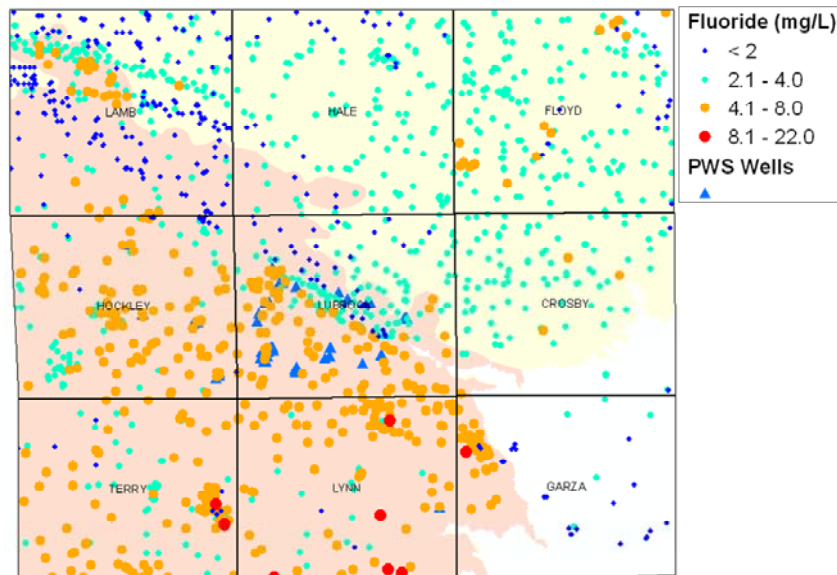 Fluoride (mg/L)
< 2
2.1 - 4.0
4.1 - 8.0
8.1 - 22.0
PWS Wells
LAMB
HALE
FLOYD
HOCKLEY
LUBBOCK
CROSBY
TERRY
LYNN
GARZA